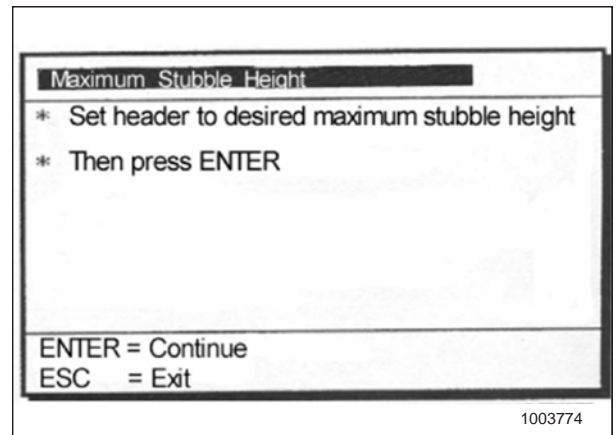 Maximum Stubble Height
* Set header to desired maximum stubble height
* Then press ENTER
ENTER = Continue
ESC = Exit
1003774